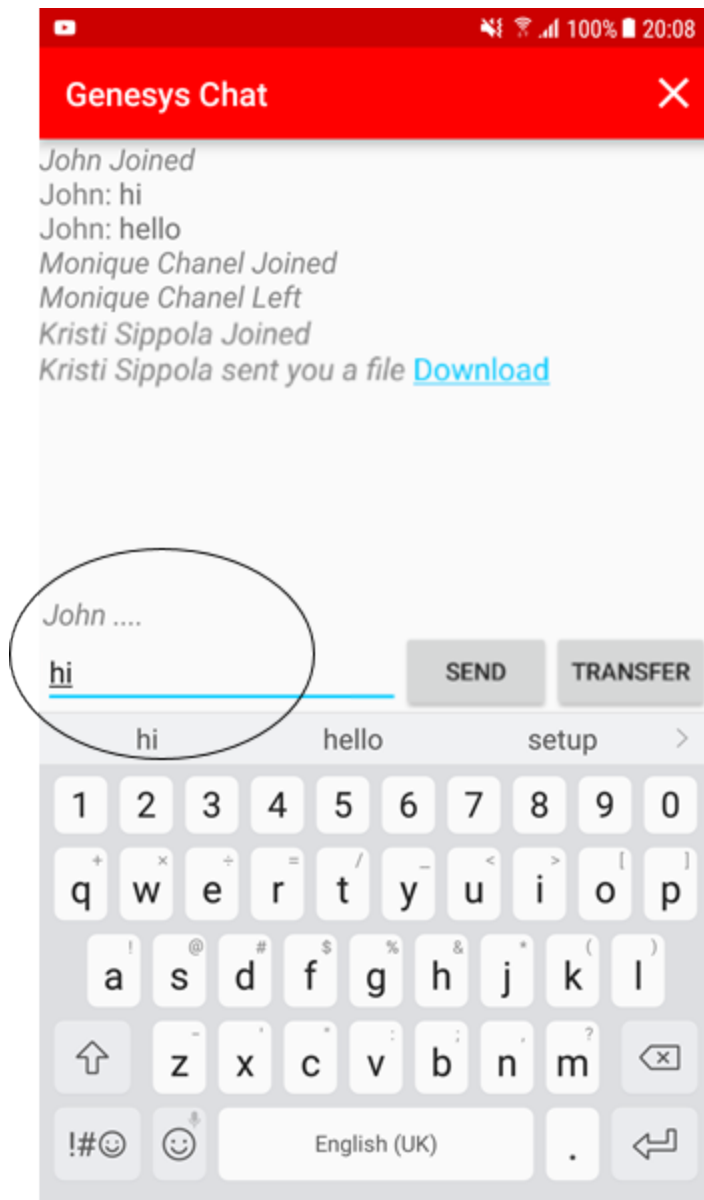 100% 20:08
Genesys Chat
John Joined
John: hi
John: hello
Monique Chanel Joined
Monique Chanel Left
Kristi Sippola Joined
Kristi Sippola sent you a file Download
John ....
hi SEND TRANSFER
hi hello setup >
1 2 3 4 5 6 7 8 9 0
+ × ÷ = / _ < > [ ]
q w e r t y u i o p
! @ # $ % & * ( )
a s d f g h j k l
- ' " : ; , ?
z x c v b n m
!#☺ English (UK) .